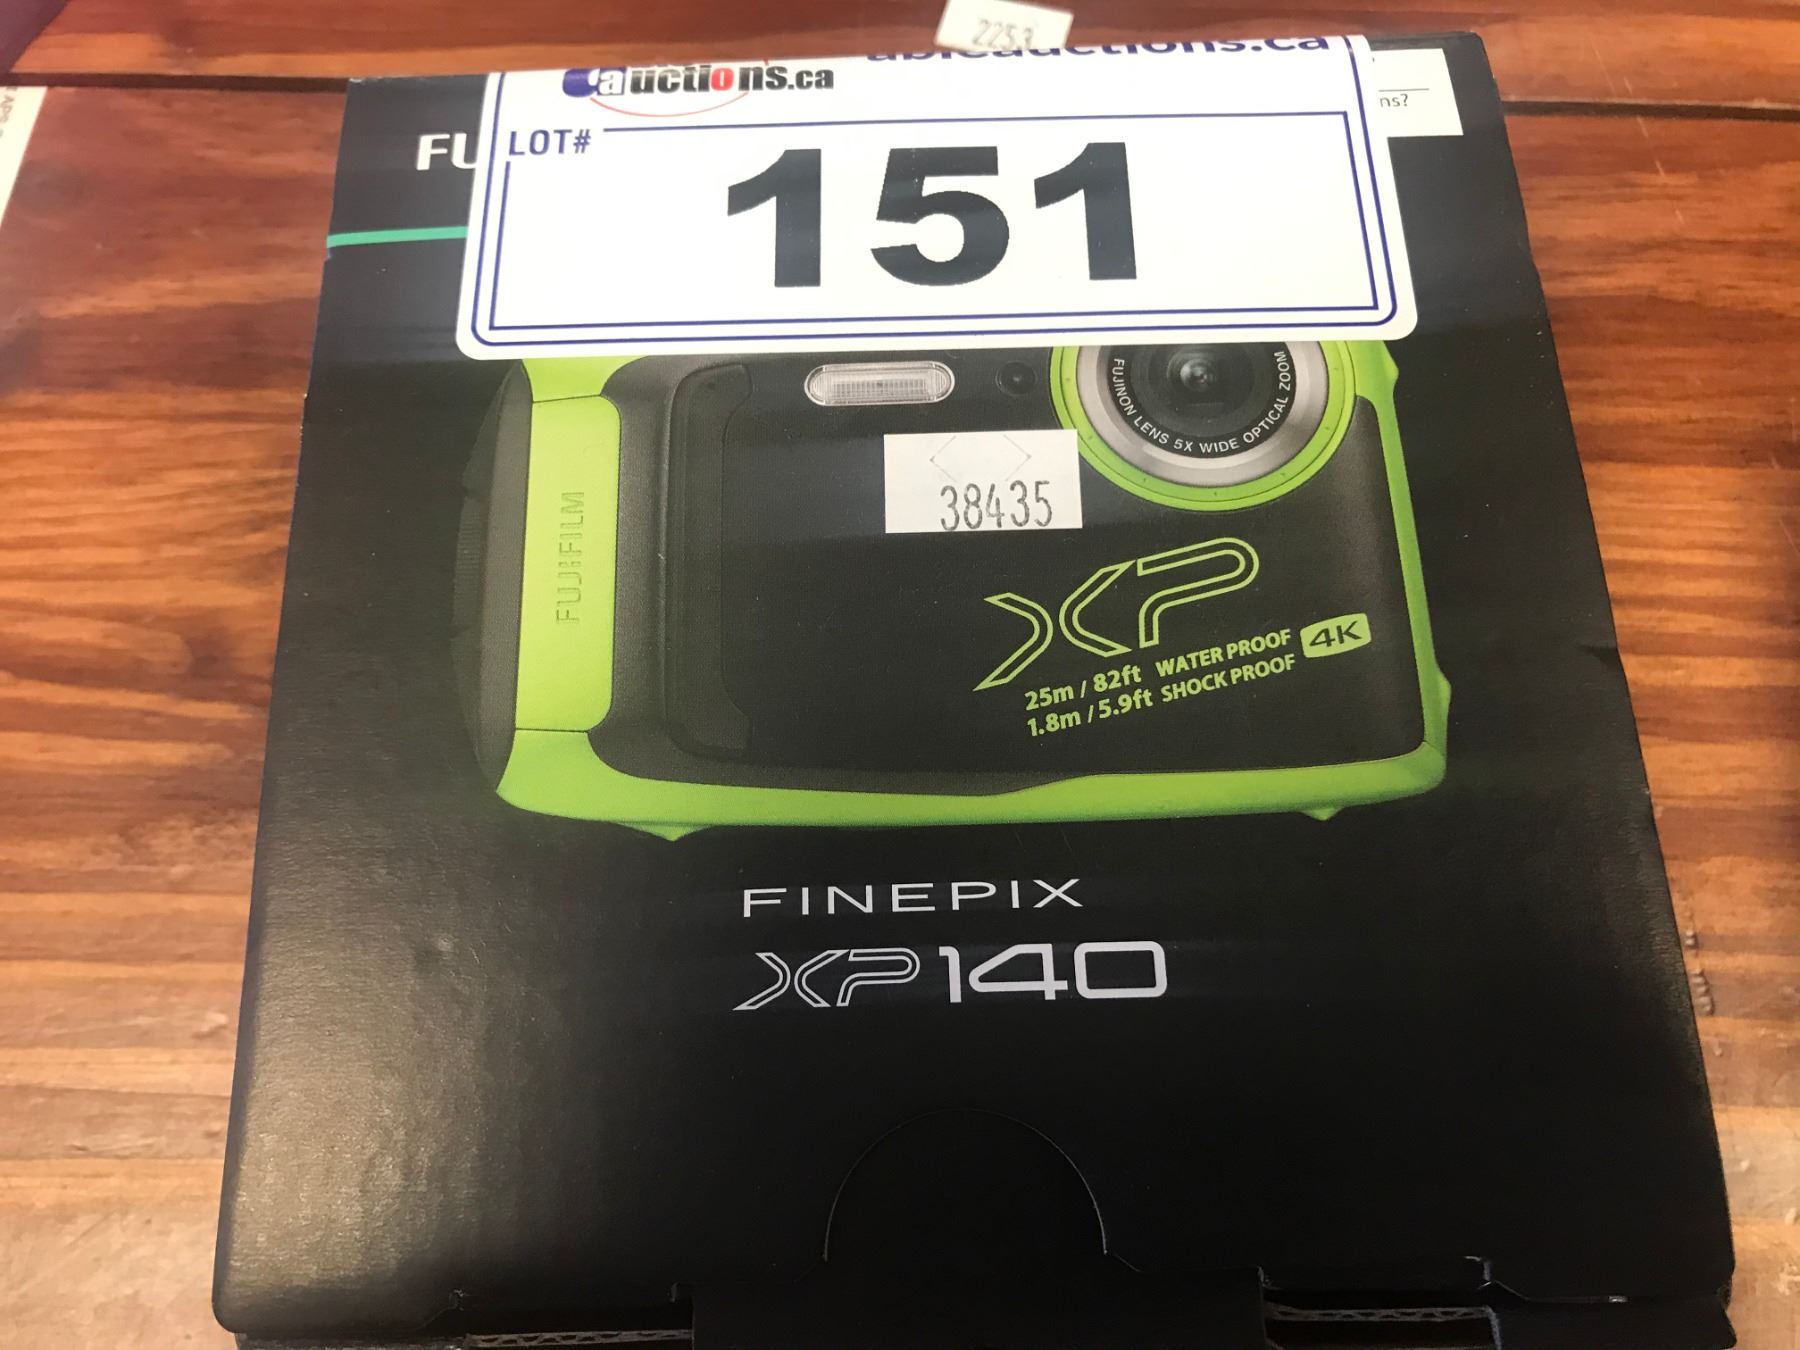 2253
auctions.ca
ableauctions.ca
ns?
LOT#
151
FUJINON LENS 5X WIDE OPTICAL ZOOM
38435
FUJIFILM
XP
25m / 82ft WATER PROOF 4K
1.8m / 5.9ft SHOCK PROOF
FINEPIX
XP140